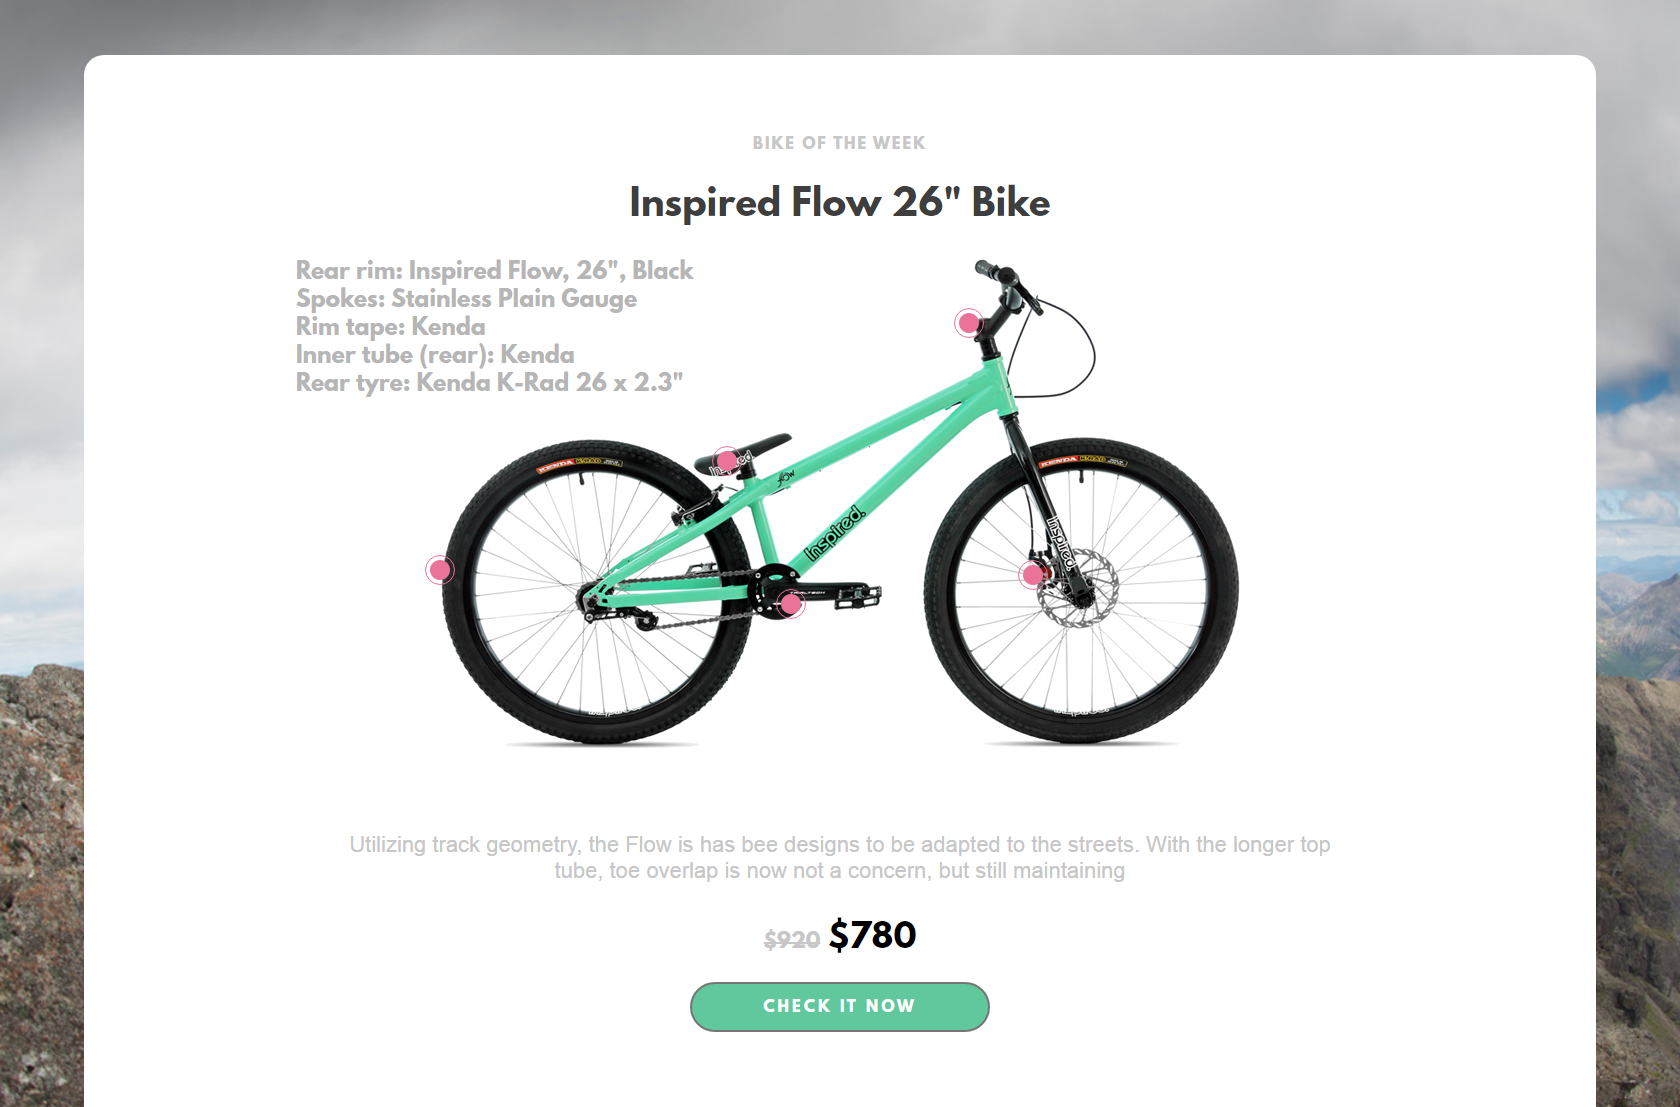 BIKE OF THE WEEK
Inspired Flow 26" Bike
Rear rim: Inspired Flow, 26", Black
Spokes: Stainless Plain Gauge
Rim tape: Kenda
Inner tube (rear): Kenda
Rear tyre: Kenda K-Rad 26 x 2.3"
KENDA
KENDA
flow
Inspired.
Inspired.
Utilizing track geometry, the Flow is has bee designs to be adapted to the streets. With the longer top
tube, toe overlap is now not a concern, but still maintaining
$920 $780
CHECK IT NOW